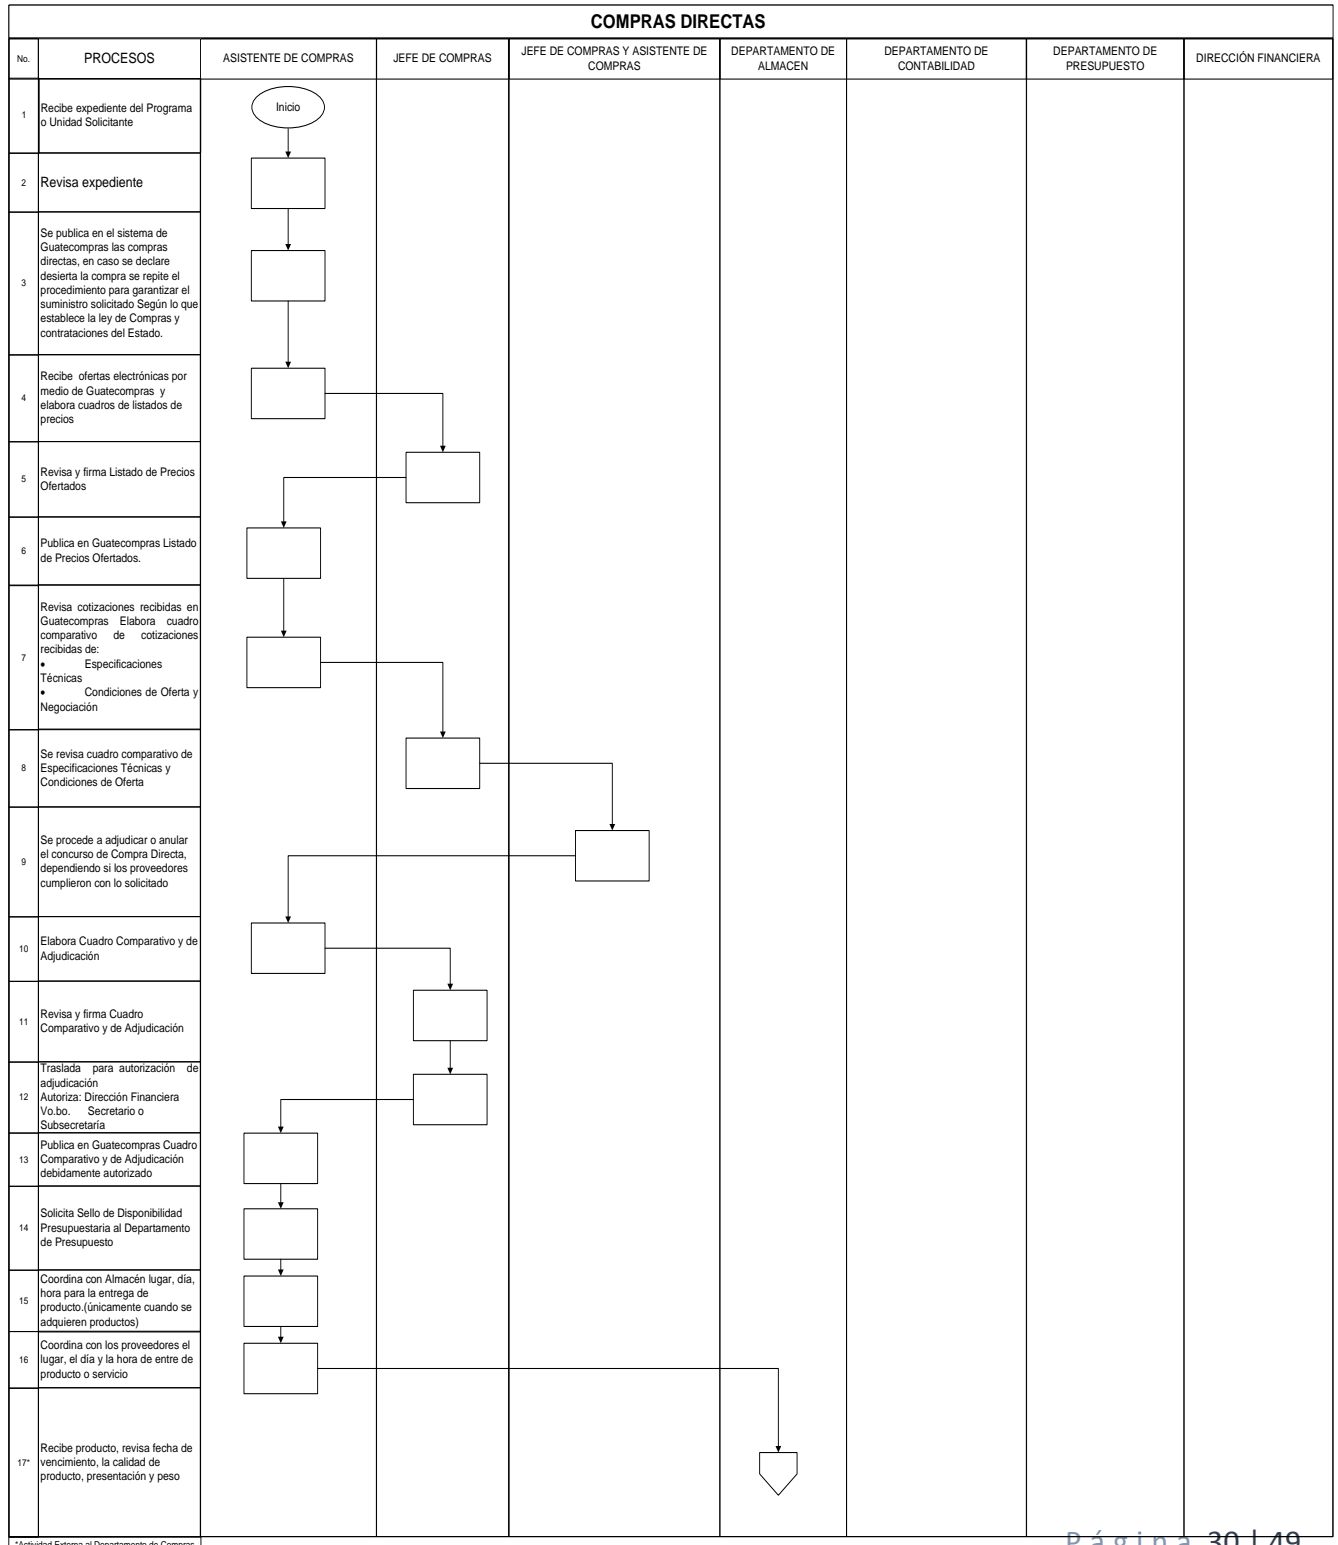 COMPRAS DIRECTAS
No.
PROCESOS
ASISTENTE DE COMPRAS
JEFE DE COMPRAS
JEFE DE COMPRAS Y ASISTENTE DE
COMPRAS
DEPARTAMENTO DE
ALMACEN
DEPARTAMENTO DE
CONTABILIDAD
DEPARTAMENTO DE
PRESUPUESTO
DIRECCIÓN FINANCIERA
1
Recibe expediente del Programa
o Unidad Solicitante
Inicio
2
Revisa expediente
3
Se publica en el sistema de
Guatecompras las compras
directas, en caso se declare
desierta la compra se repite el
procedimiento para garantizar el
suministro solicitado Según lo que
establece la ley de Compras y
contrataciones del Estado.
4
Recibe ofertas electrónicas por
medio de Guatecompras y
elabora cuadros de listados de
precios
5
Revisa y firma Listado de Precios
Ofertados
6
Publica en Guatecompras Listado
de Precios Ofertados.
7
Revisa cotizaciones recibidas en
Guatecompras Elabora cuadro
comparativo de cotizaciones
recibidas de:
• Especificaciones
Técnicas
• Condiciones de Oferta y
Negociación
8
Se revisa cuadro comparativo de
Especificaciones Técnicas y
Condiciones de Oferta
9
Se procede a adjudicar o anular
el concurso de Compra Directa,
dependiendo si los proveedores
cumplieron con lo solicitado
10
Elabora Cuadro Comparativo y de
Adjudicación
11
Revisa y firma Cuadro
Comparativo y de Adjudicación
12
Traslada para autorización de
adjudicación
Autoriza: Dirección Financiera
Vo.bo. Secretario o
Subsecretaría
13
Publica en Guatecompras Cuadro
Comparativo y de Adjudicación
debidamente autorizado
14
Solicita Sello de Disponibilidad
Presupuestaria al Departamento
de Presupuesto
15
Coordina con Almacén lugar, día,
hora para la entrega de
producto.(únicamente cuando se
adquieren productos)
16
Coordina con los proveedores el
lugar, el día y la hora de entre de
producto o servicio
17*
Recibe producto, revisa fecha de
vencimiento, la calidad de
producto, presentación y peso
*Actividad Externa al Departamento de Compras
Página 30 | 49